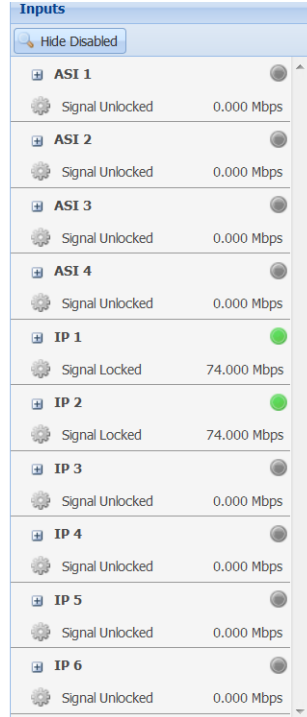 Inputs
Hide Disabled
ASI 1
Signal Unlocked 0.000 Mbps
ASI 2
Signal Unlocked 0.000 Mbps
ASI 3
Signal Unlocked 0.000 Mbps
ASI 4
Signal Unlocked 0.000 Mbps
IP 1
Signal Locked 74.000 Mbps
IP 2
Signal Locked 74.000 Mbps
IP 3
Signal Unlocked 0.000 Mbps
IP 4
Signal Unlocked 0.000 Mbps
IP 5
Signal Unlocked 0.000 Mbps
IP 6
Signal Unlocked 0.000 Mbps